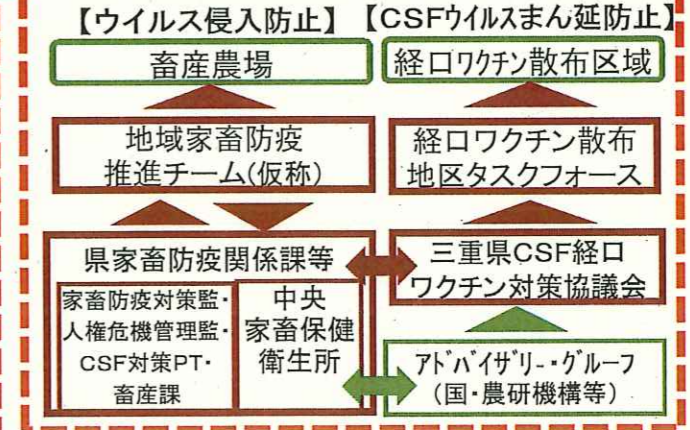 【ウイルス侵入防止】【CSFウイルスまん延防止】
畜産農場
経口ワクチン散布区域
地域家畜防疫
推進チーム(仮称)
経口ワクチン散布
地区タスクフォース
県家畜防疫関係課等
家畜防疫対策監・
人権危機管理監・
CSF対策PT・
畜産課
中央
家畜保健
衛生所
三重県CSF経口
ワクチン対策協議会
アドバイザリー・グループ
(国・農研機構等)